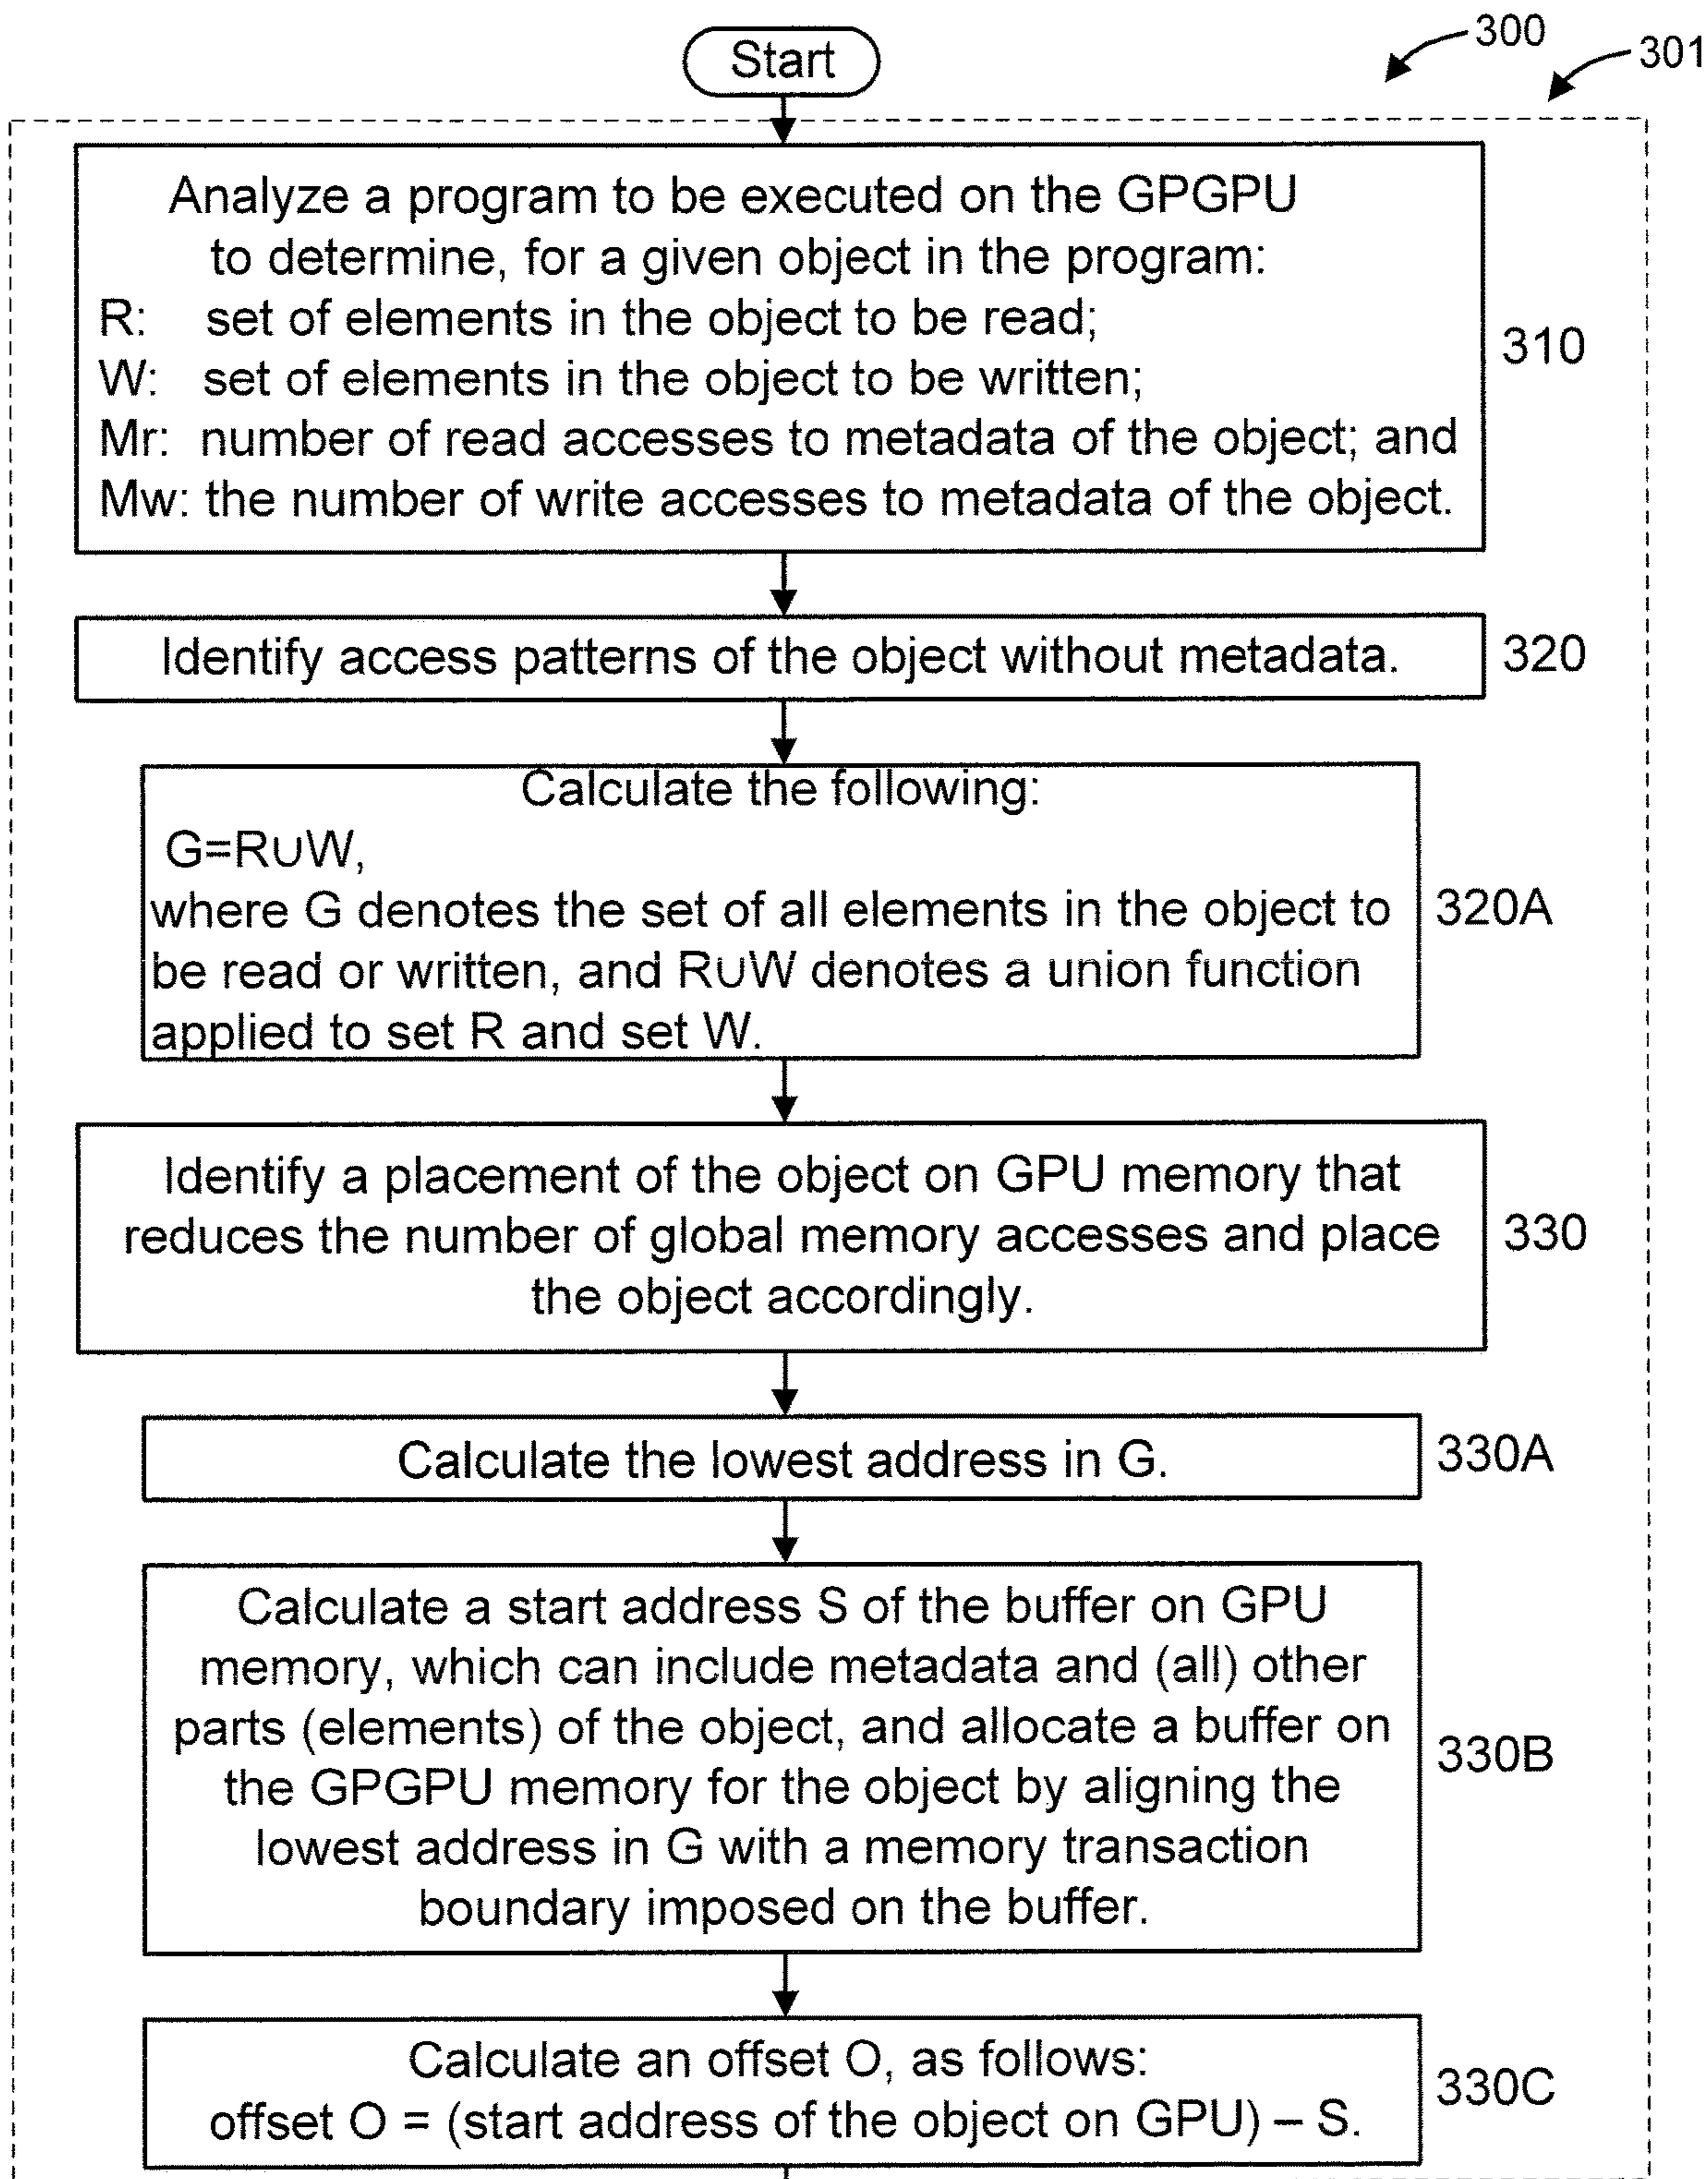 Start
300
301
Analyze a program to be executed on the GPGPU
to determine, for a given object in the program:
R: set of elements in the object to be read;
W: set of elements in the object to be written;
Mr: number of read accesses to metadata of the object; and
Mw: the number of write accesses to metadata of the object.
310
Identify access patterns of the object without metadata.
320
Calculate the following:
G=R∪W,
where G denotes the set of all elements in the object to
be read or written, and R∪W denotes a union function
applied to set R and set W.
320A
Identify a placement of the object on GPU memory that
reduces the number of global memory accesses and place
the object accordingly.
330
Calculate the lowest address in G.
330A
Calculate a start address S of the buffer on GPU
memory, which can include metadata and (all) other
parts (elements) of the object, and allocate a buffer on
the GPGPU memory for the object by aligning the
lowest address in G with a memory transaction
boundary imposed on the buffer.
330B
Calculate an offset O, as follows:
offset O = (start address of the object on GPU) – S.
330C